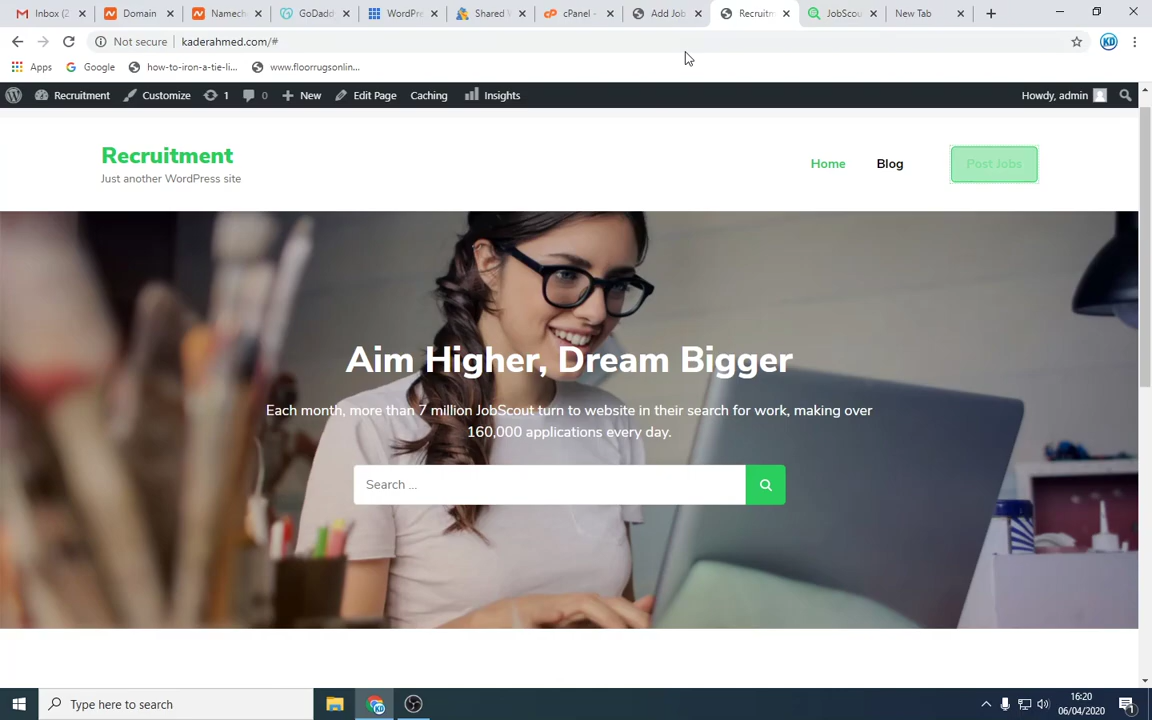 Inbox (2
Domain
Namech
GoDadd
WordPre
Shared W
cPanel -
Add Job
Recruitm
JobScou
New Tab
Not secure
kaderahmed.com/#
Apps
Google
how-to-iron-a-tie-li...
www.floorrugsonlin...
Recruitment
Customize
1
0
New
Edit Page
Caching
Insights
Howdy, admin
Recruitment
Just another WordPress site
Home
Blog
Post Jobs
Aim Higher, Dream Bigger
Each month, more than 7 million JobScout turn to website in their search for work, making over
160,000 applications every day.
Search ...
Type here to search
16:20
06/04/2020
1